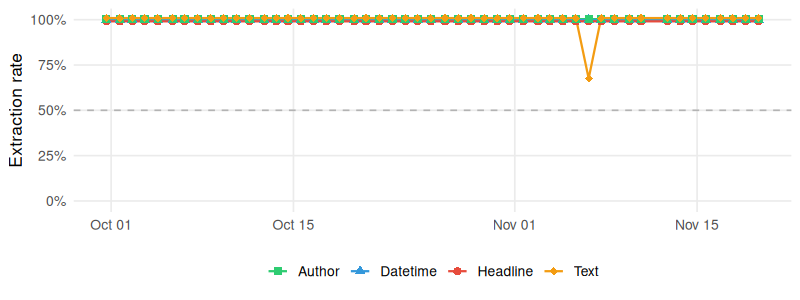 Extraction rate
100%
75%
50%
25%
0%
Oct 01 Oct 15 Nov 01 Nov 15
Author Datetime Headline Text